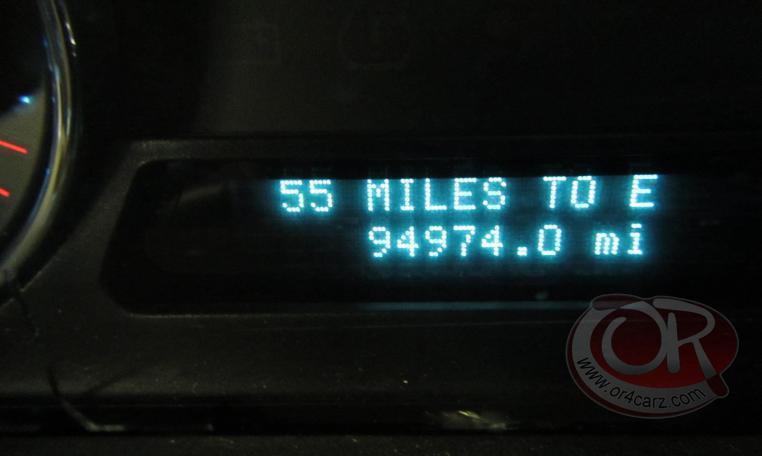 55 MILES TO E
94974.0 mi
OR
www.or4carz.com